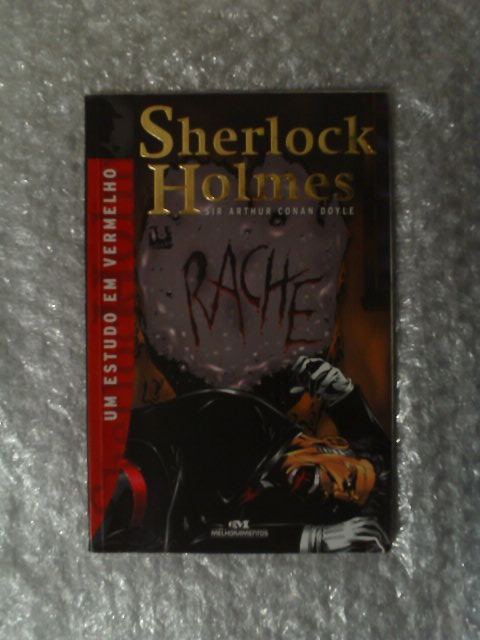 Sherlock
Holmes
SIR ARTHUR CONAN DOYLE
RACHE
UM ESTUDO EM VERMELHO
MELHORAMENTOS